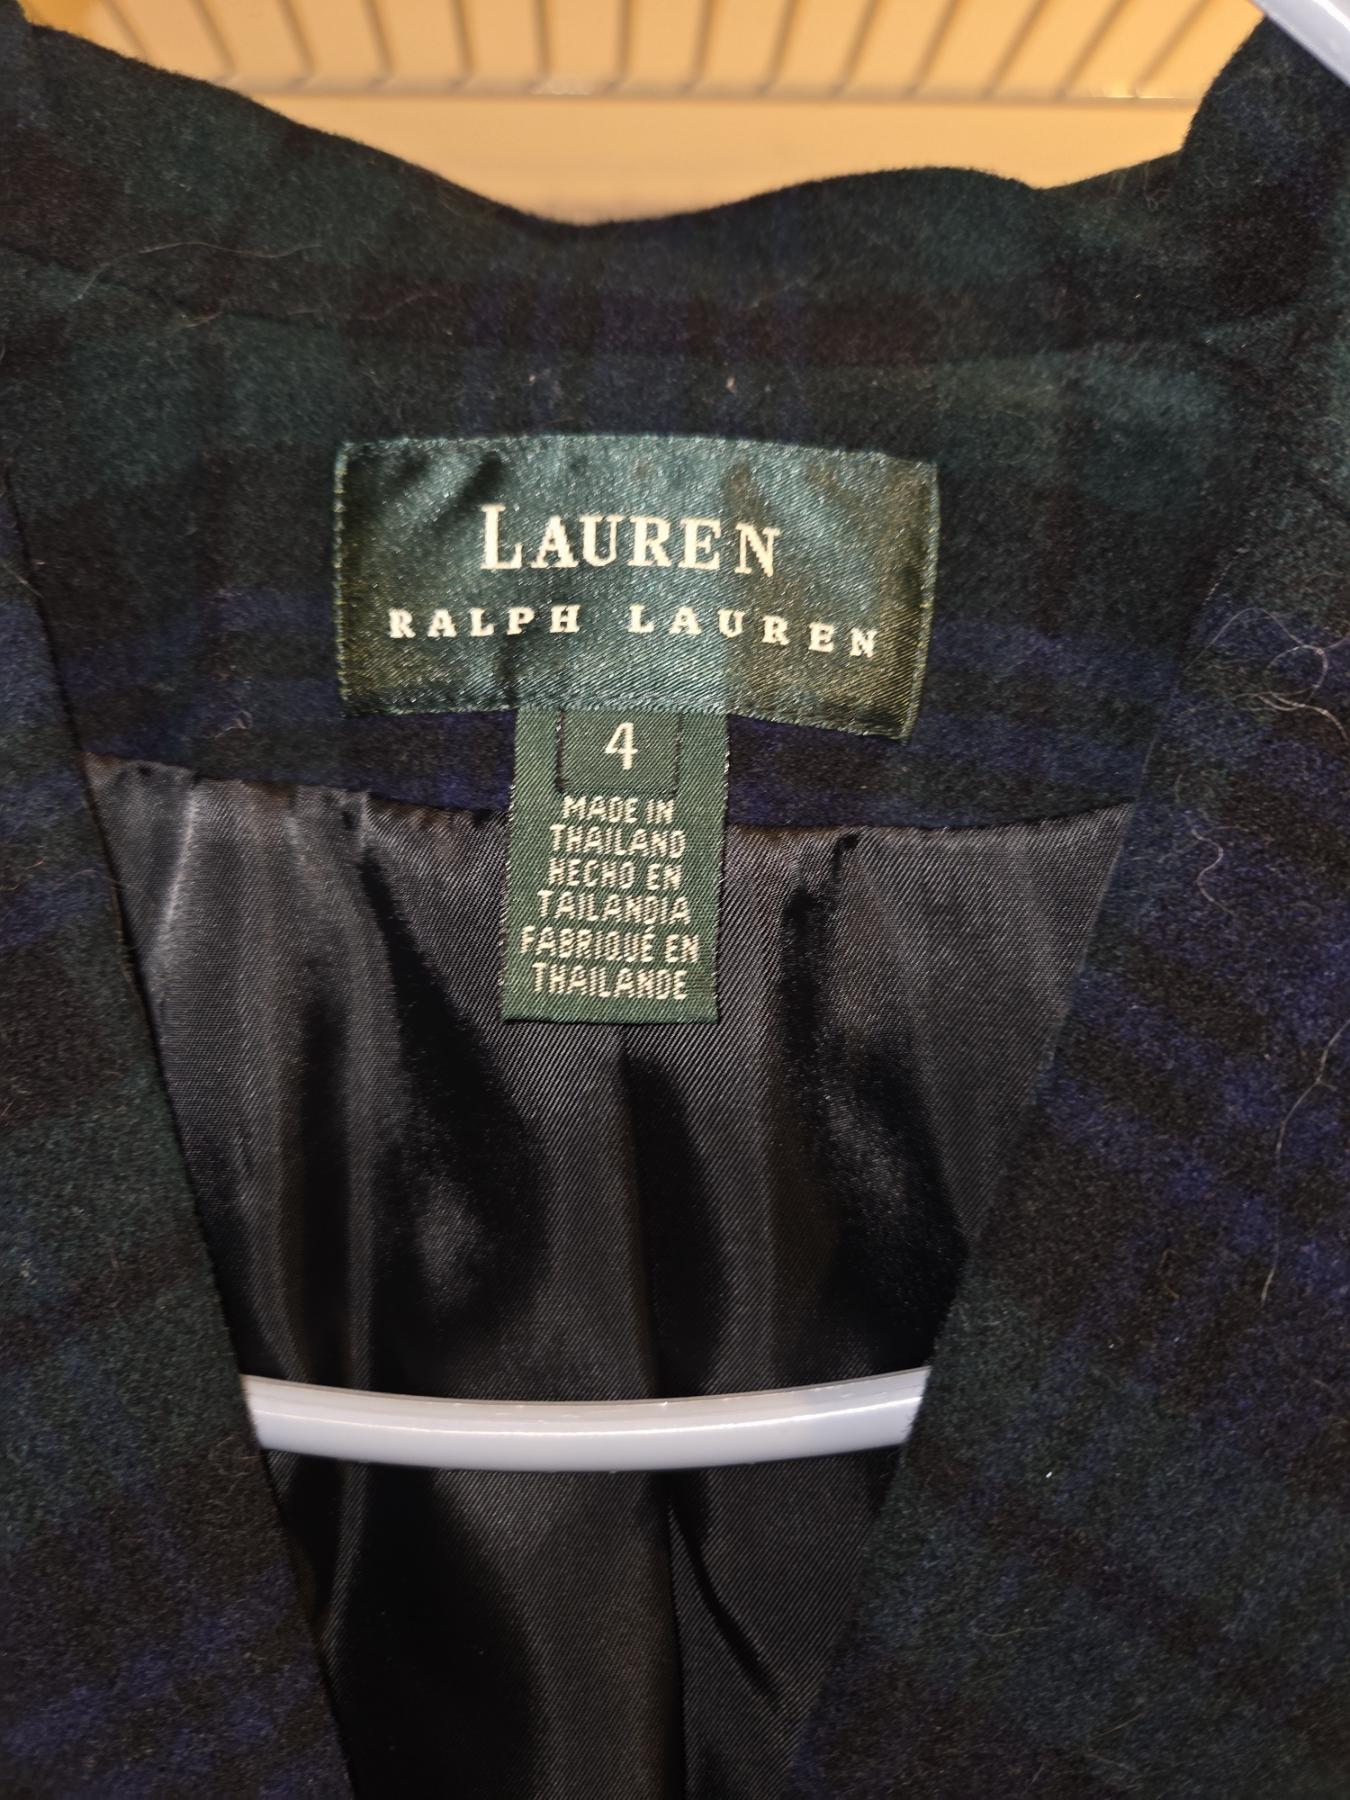 LAUREN
RALPH LAUREN
4
MADE IN
THAILAND
HECHO EN
TAILANDIA
FABRIQUÉ EN
THAILANDE